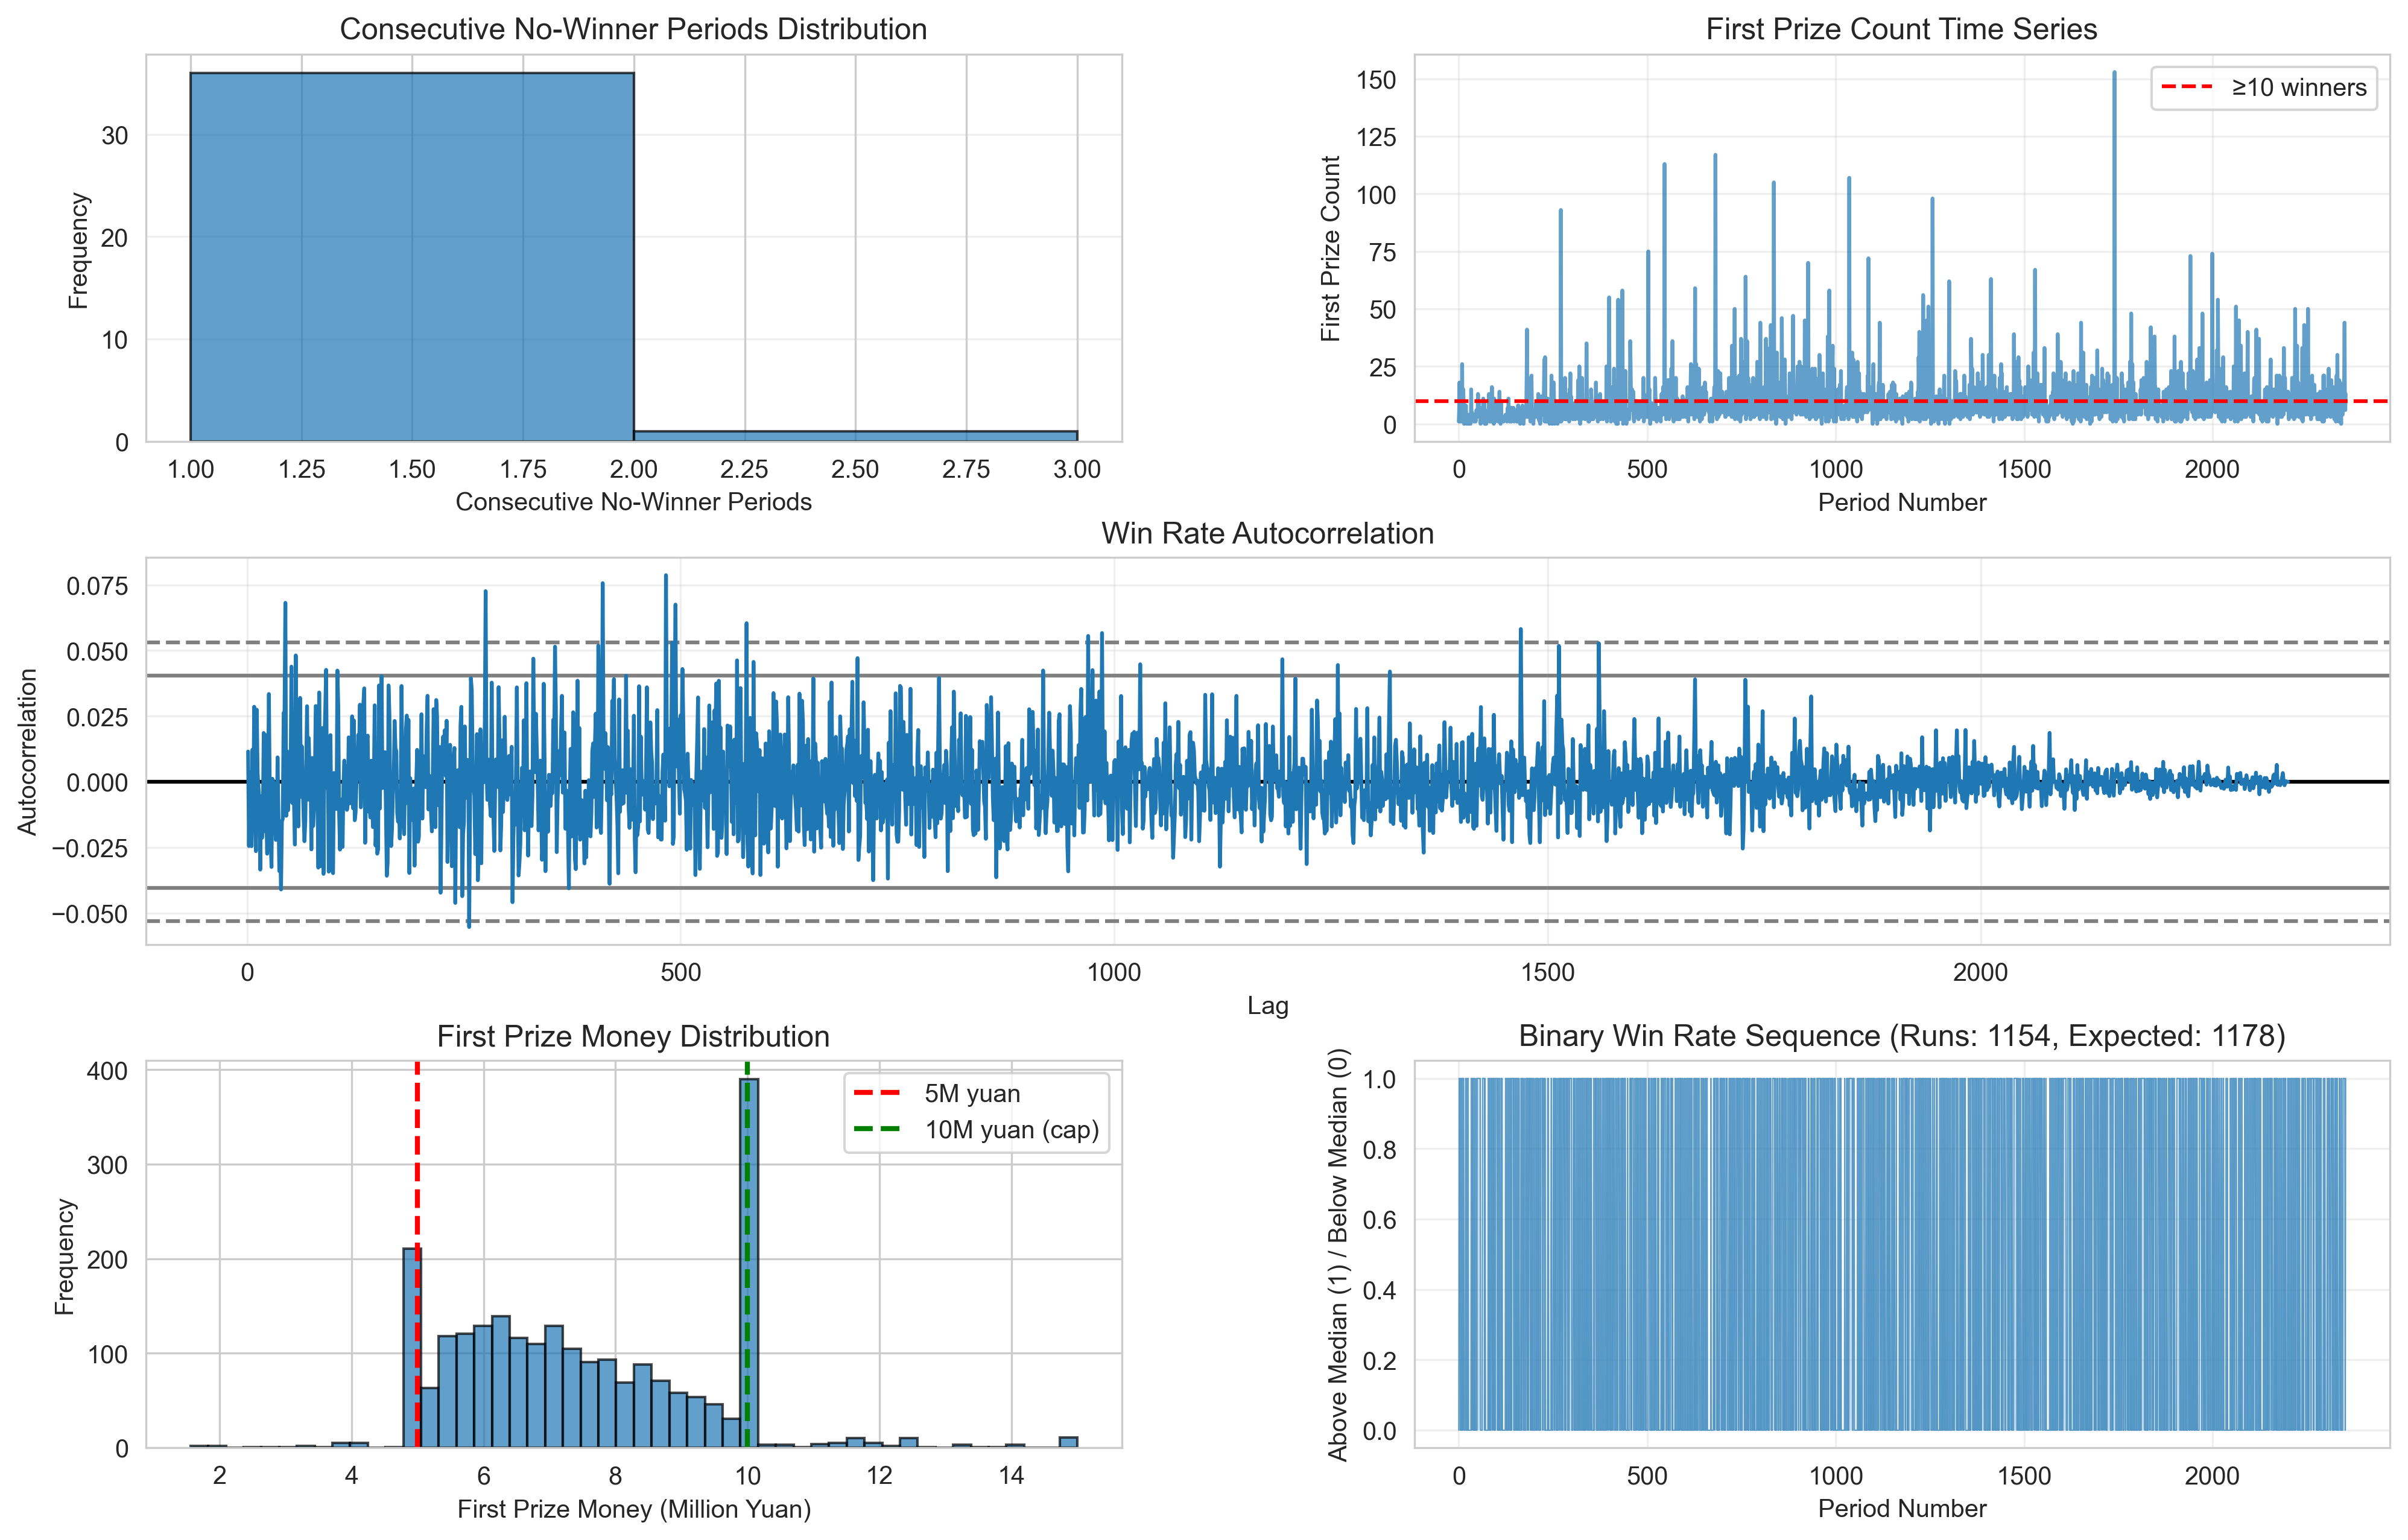 Consecutive No-Winner Periods Distribution
Frequency
30
20
10
0
1.00 1.25 1.50 1.75 2.00 2.25 2.50 2.75 3.00
Consecutive No-Winner Periods
First Prize Count Time Series
≥10 winners
First Prize Count
150
125
100
75
50
25
0
0 500 1000 1500 2000
Period Number
Win Rate Autocorrelation
Autocorrelation
0.075
0.050
0.025
0.000
−0.025
−0.050
0 500 1000 1500 2000
Lag
First Prize Money Distribution
5M yuan
10M yuan (cap)
Frequency
400
300
200
100
0
2 4 6 8 10 12 14
First Prize Money (Million Yuan)
Binary Win Rate Sequence (Runs: 1154, Expected: 1178)
Above Median (1) / Below Median (0)
1.0
0.8
0.6
0.4
0.2
0.0
0 500 1000 1500 2000
Period Number